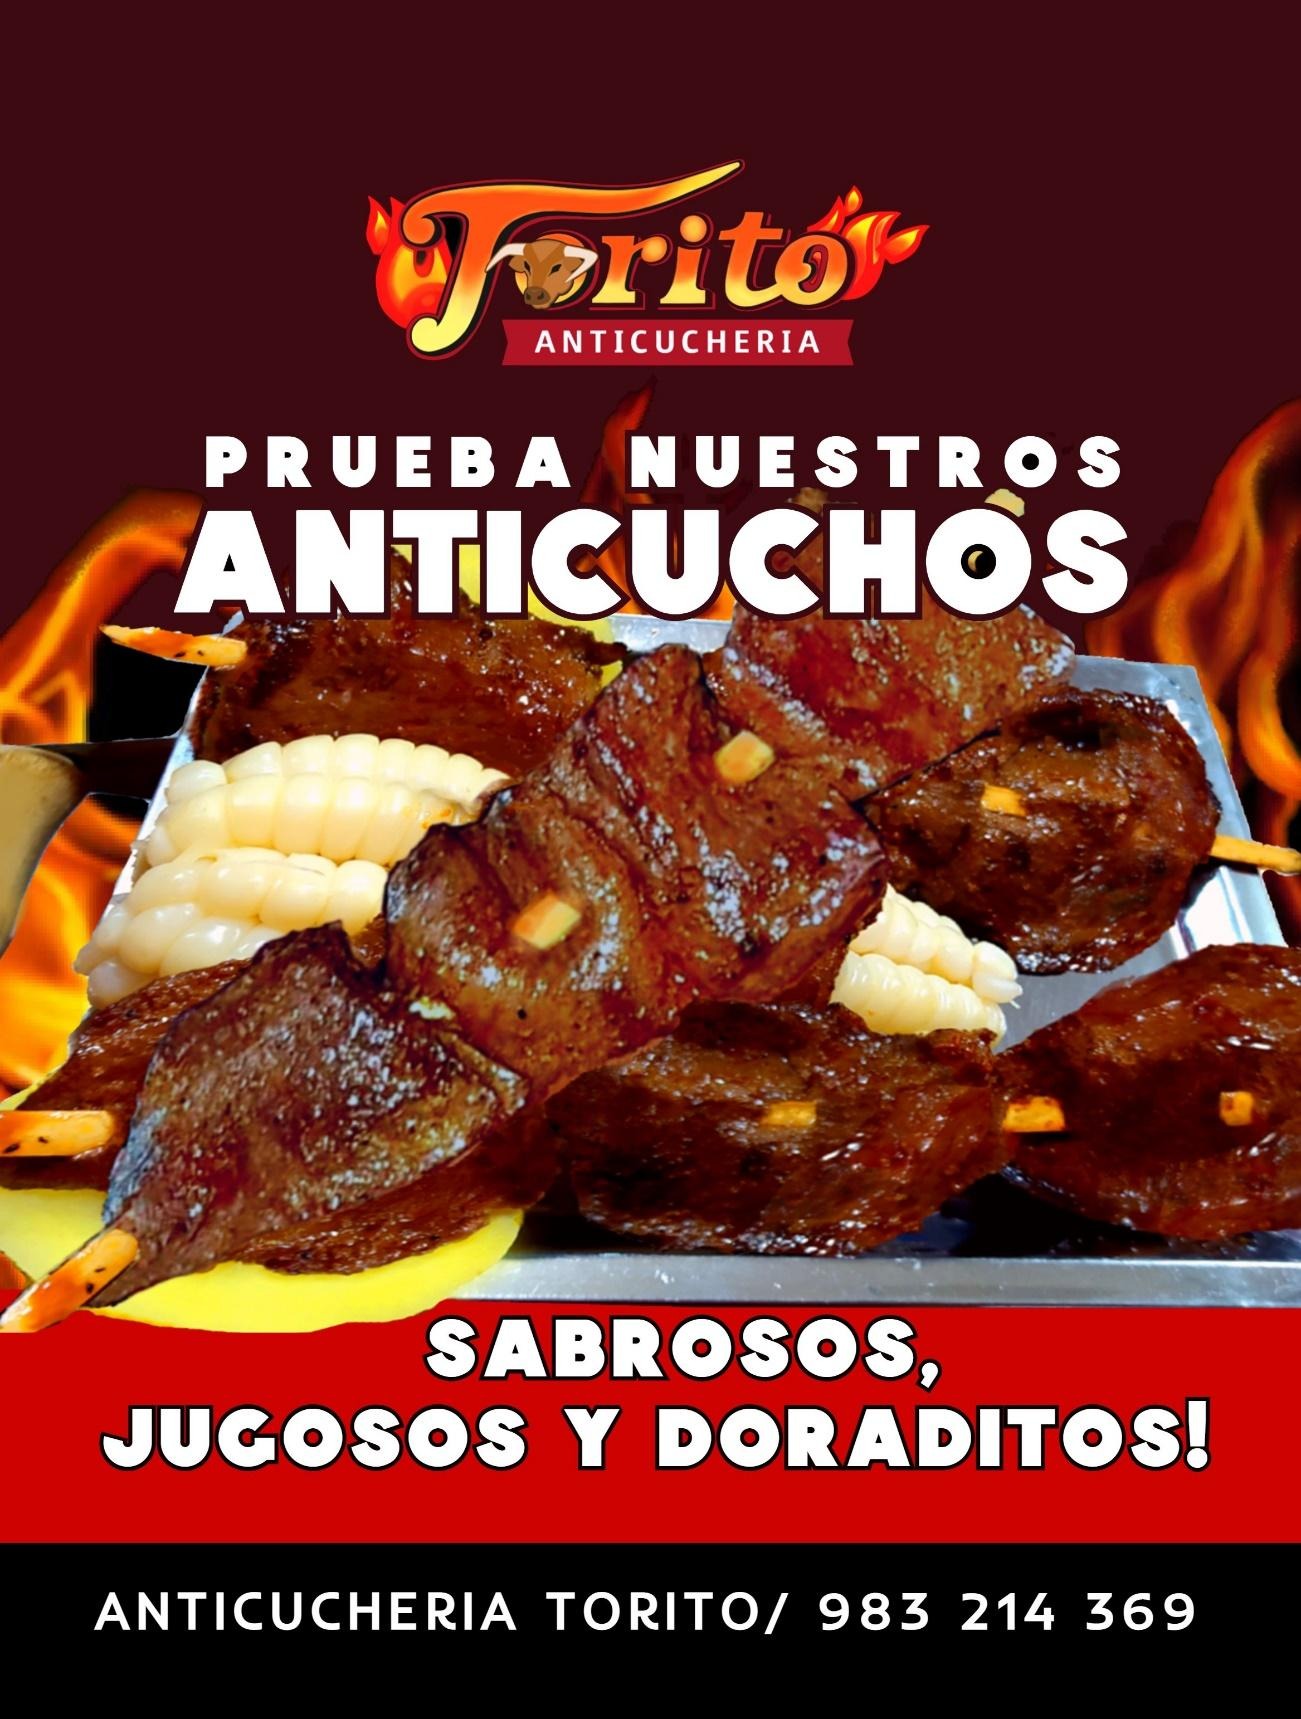 Torito
ANTICUCHERIA
PRUEBA NUESTROS
ANTICUCHOS
SABROSOS,
JUGOSOS Y DORADITOS!
ANTICUCHERIA TORITO/ 983 214 369